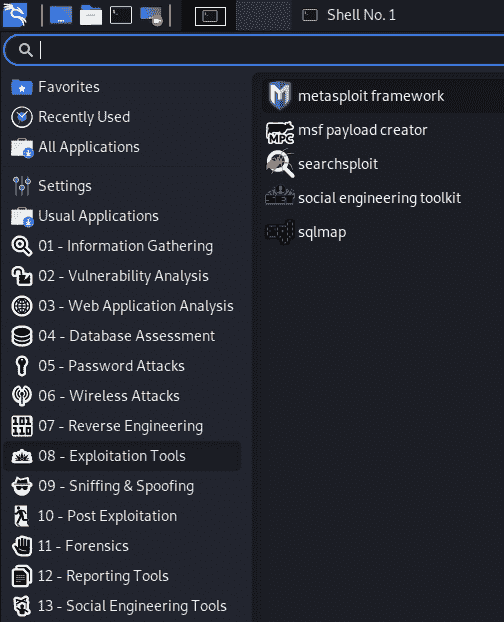 Shell No. 1
Favorites
Recently Used
All Applications
Settings
Usual Applications
01 - Information Gathering
02 - Vulnerability Analysis
03 - Web Application Analysis
04 - Database Assessment
05 - Password Attacks
06 - Wireless Attacks
07 - Reverse Engineering
08 - Exploitation Tools
09 - Sniffing & Spoofing
10 - Post Exploitation
11 - Forensics
12 - Reporting Tools
13 - Social Engineering Tools
metasploit framework
MPC
msf payload creator
searchsploit
social engineering toolkit
sqlmap